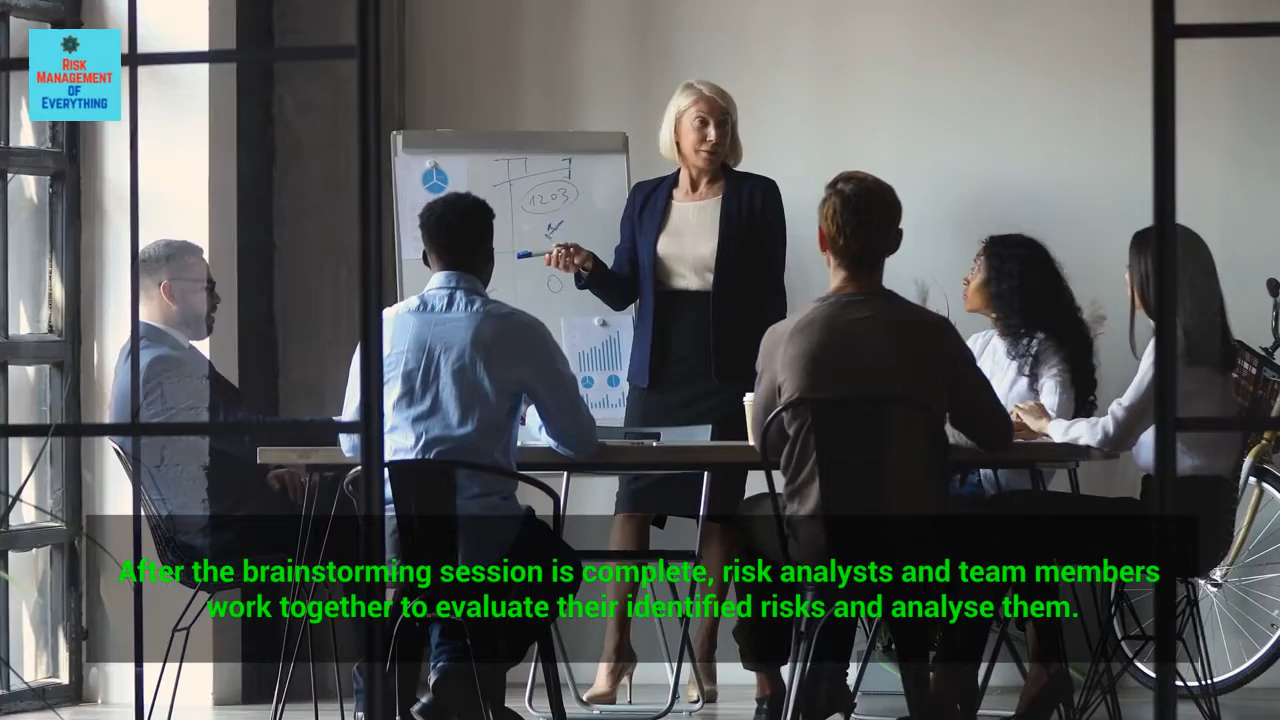 Risk
Management
of
Everything
1203
After the brainstorming session is complete, risk analysts and team members
work together to evaluate their identified risks and analyse them.